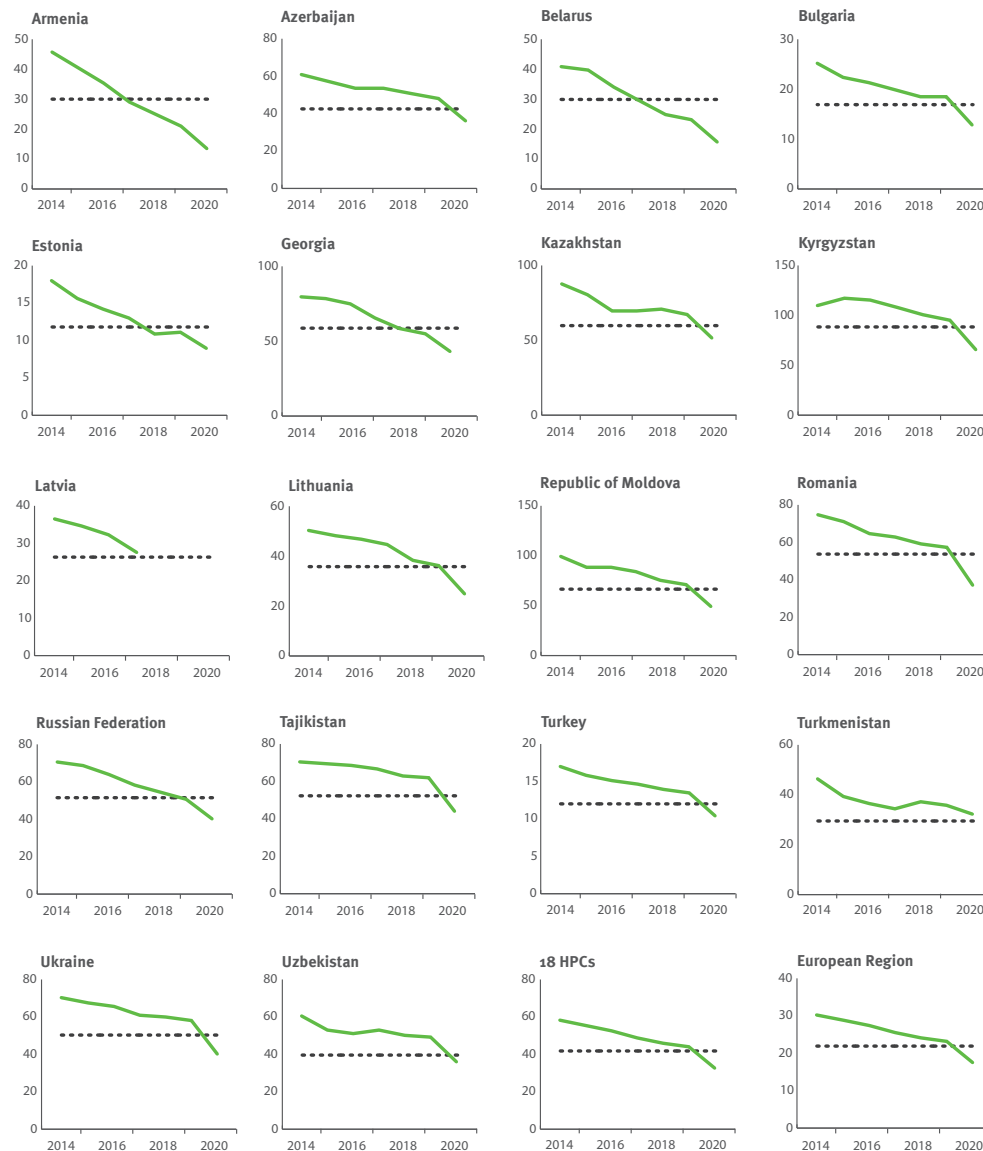 Armenia
50
40
30
20
10
0
2014 2016 2018 2020
Azerbaijan
80
60
40
20
0
2014 2016 2018 2020
Belarus
50
40
30
20
10
0
2014 2016 2018 2020
Bulgaria
30
20
10
0
2014 2016 2018 2020
Estonia
20
15
10
5
0
2014 2016 2018 2020
Georgia
100
50
0
2014 2016 2018 2020
Kazakhstan
100
50
0
2014 2016 2018 2020
Kyrgyzstan
150
100
50
0
2014 2016 2018 2020
Latvia
40
30
20
10
0
2014 2016 2018 2020
Lithuania
60
40
20
0
2014 2016 2018 2020
Republic of Moldova
150
100
50
0
2014 2016 2018 2020
Romania
80
60
40
20
0
2014 2016 2018 2020
Russian Federation
80
60
40
20
0
2014 2016 2018 2020
Tajikistan
80
60
40
20
0
2014 2016 2018 2020
Turkey
20
15
10
5
0
2014 2016 2018 2020
Turkmenistan
60
40
20
0
2014 2016 2018 2020
Ukraine
80
60
40
20
0
2014 2016 2018 2020
Uzbekistan
80
60
40
20
0
2014 2016 2018 2020
18 HPCs
80
60
40
20
0
2014 2016 2018 2020
European Region
40
30
20
10
0
2014 2016 2018 2020